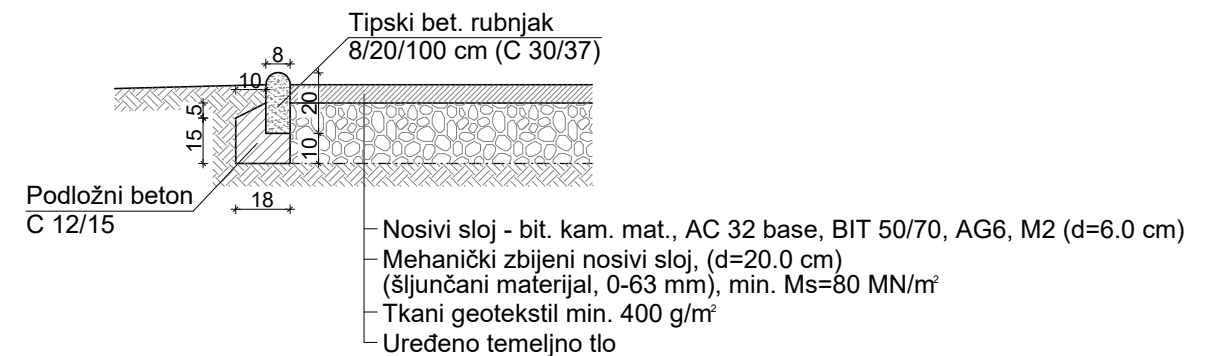 Tipski bet. rubnjak
8/20/100 cm (C 30/37)
8
10
20
5
15
10
18
Podložni beton
C 12/15
Nosivi sloj - bit. kam. mat., AC 32 base, BIT 50/70, AG6, M2 (d=6.0 cm)
Mehanički zbijeni nosivi sloj, (d=20.0 cm)
(šljunčani materijal, 0-63 mm), min. Ms=80 MN/m²
Tkani geotekstil min. 400 g/m²
Uređeno temeljno tlo